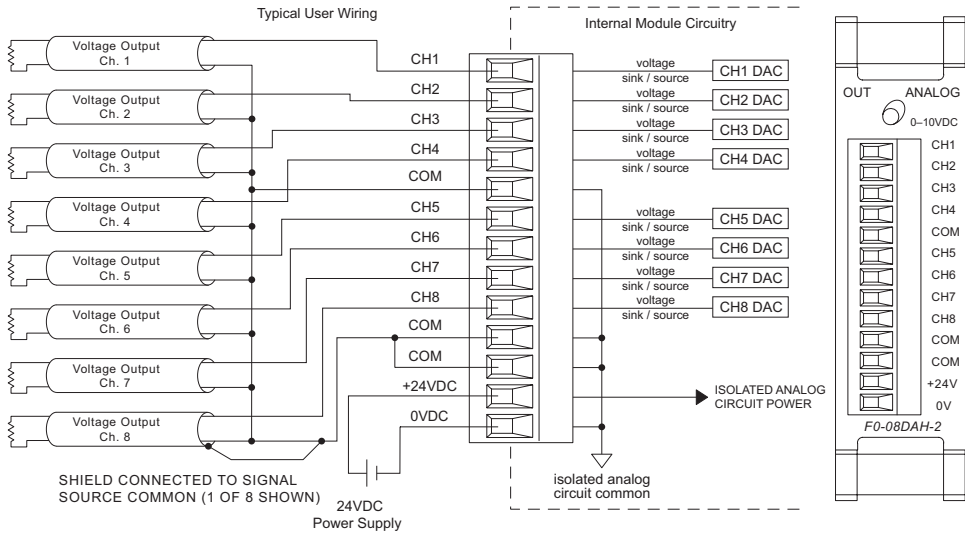 Typical User Wiring
Internal Module Circuitry
Voltage Output
Ch. 1
Voltage Output
Ch. 2
Voltage Output
Ch. 3
Voltage Output
Ch. 4
Voltage Output
Ch. 5
Voltage Output
Ch. 6
Voltage Output
Ch. 7
Voltage Output
Ch. 8
SHIELD CONNECTED TO SIGNAL
SOURCE COMMON (1 OF 8 SHOWN)
24VDC
Power Supply
CH1
CH2
CH3
CH4
COM
CH5
CH6
CH7
CH8
COM
COM
+24VDC
0VDC
voltage
sink / source
CH1 DAC
voltage
sink / source
CH2 DAC
voltage
sink / source
CH3 DAC
voltage
sink / source
CH4 DAC
voltage
sink / source
CH5 DAC
voltage
sink / source
CH6 DAC
voltage
sink / source
CH7 DAC
voltage
sink / source
CH8 DAC
ISOLATED ANALOG
CIRCUIT POWER
isolated analog
circuit common
OUT ANALOG
0–10VDC
CH1
CH2
CH3
CH4
COM
CH5
CH6
CH7
CH8
COM
COM
+24V
0V
F0-08DAH-2